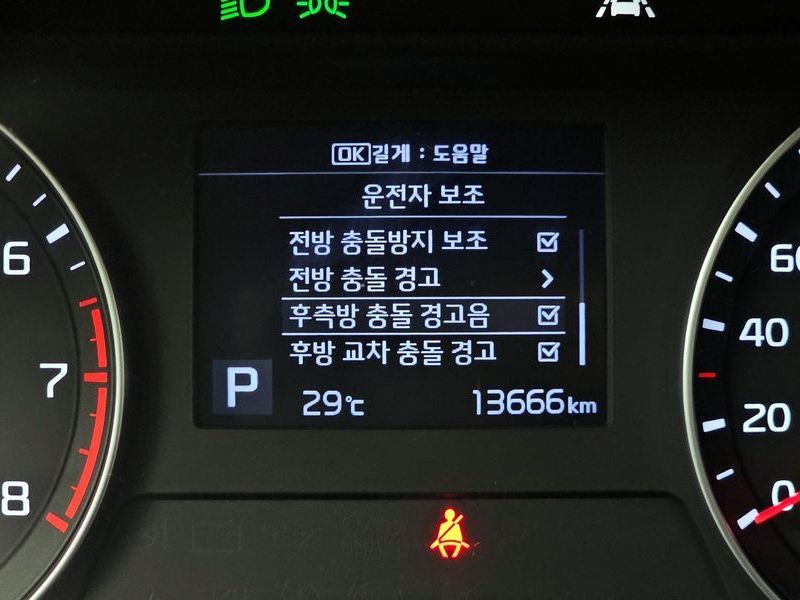 OK길게 : 도움말
운전자 보조
전방 충돌방지 보조
전방 충돌 경고
후측방 충돌 경고음
후방 교차 충돌 경고
P 29℃ 13666km
6
7
8
60
40
20
0